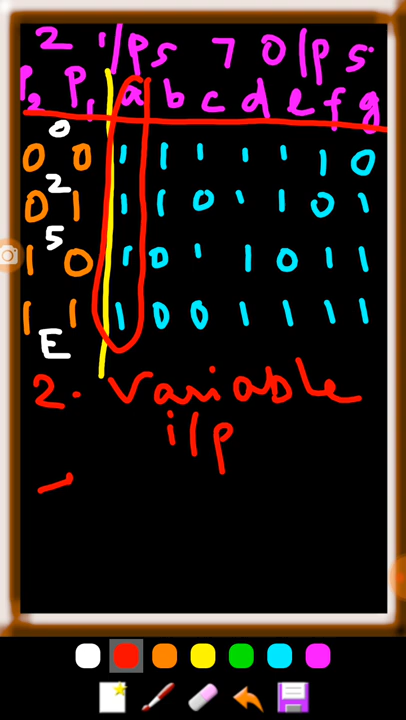 2 i/ps 7 o/ps
P2 P1 a b c d e f g
0
0 0 1 1 1 1 1 1 0
2
0 1 1 1 0 1 1 0 1
5
1 0 1 0 1 1 0 1 1
1 1 1 0 0 1 1 1 1
E
2. Variable
i/p